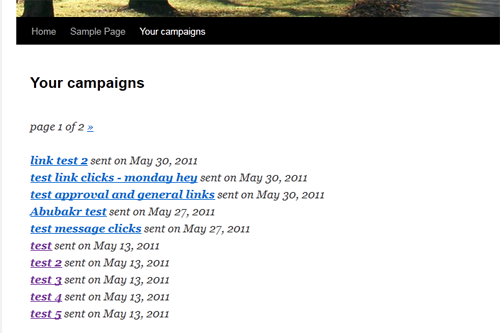 Home Sample Page Your campaigns
Your campaigns
page 1 of 2 »
link test 2 sent on May 30, 2011
test link clicks - monday hey sent on May 30, 2011
test approval and general links sent on May 30, 2011
Abubakr test sent on May 27, 2011
test message clicks sent on May 27, 2011
test sent on May 13, 2011
test 2 sent on May 13, 2011
test 3 sent on May 13, 2011
test 4 sent on May 13, 2011
test 5 sent on May 13, 2011